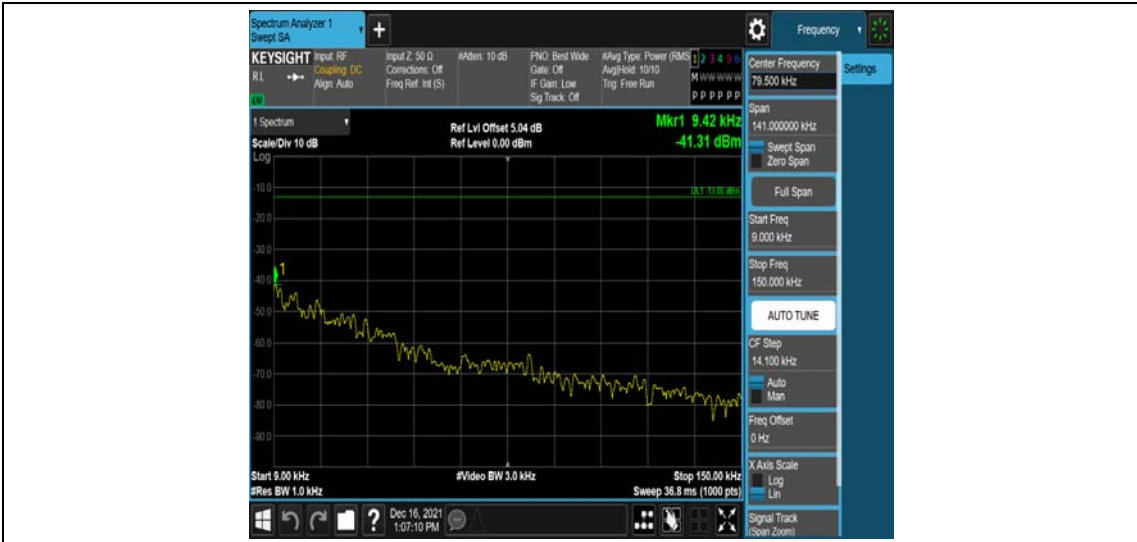 Spectrum Analyzer 1
Swept SA
+
Frequency
KEYSIGHT
RL
Input: RF
Coupling: DC
Align: Auto
Input Z: 50 Ω
Corrections: Off
Freq Ref: Int (S)
#Atten: 10 dB
PNO: Best Wide
Gate: Off
IF Gain: Low
Sig Track: Off
#Avg Type: Power (RMS
Avg|Hold: 10/10
Trig: Free Run
1 2 3 4 5 6
M W W W W W
P P P P P P
1 Spectrum
Scale/Div 10 dB
Log
Ref Lvl Offset 5.04 dB
Ref Level 0.00 dBm
Mkr1 9.42 kHz
-41.31 dBm
DL1 -13.00 dBm
-10.0
-20.0
-30.0
-40.0
-50.0
-60.0
-70.0
-80.0
-90.0
1
Start 9.00 kHz
#Res BW 1.0 kHz
#Video BW 3.0 kHz
Stop 150.00 kHz
Sweep 36.8 ms (1000 pts)
?
Dec 16, 2021
1:07:10 PM
Center Frequency
79.500 kHz
Settings
Span
141.000000 kHz
Swept Span
Zero Span
Full Span
Start Freq
9.000 kHz
Stop Freq
150.000 kHz
AUTO TUNE
CF Step
14.100 kHz
Auto
Man
Freq Offset
0 Hz
X Axis Scale
Log
Lin
Signal Track
(Span Zoom)